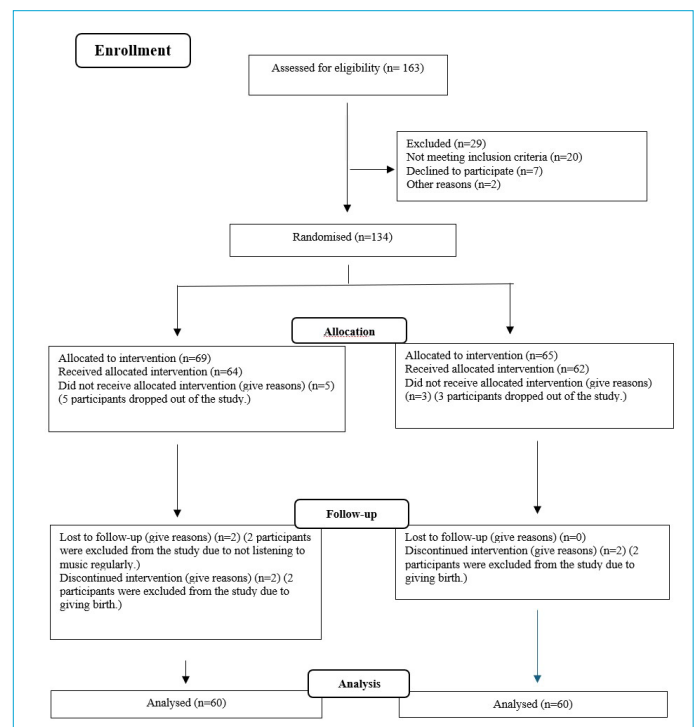 Enrollment
Assessed for eligibility (n= 163)
Excluded (n=29)
Not meeting inclusion criteria (n=20)
Declined to participate (n=7)
Other reasons (n=2)
Randomised (n=134)
Allocation
Allocated to intervention (n=69)
Received allocated intervention (n=64)
Did not receive allocated intervention (give reasons) (n=5)
(5 participants dropped out of the study.)
Allocated to intervention (n=65)
Received allocated intervention (n=62)
Did not receive allocated intervention (give reasons)
(n=3) (3 participants dropped out of the study.)
Follow-up
Lost to follow-up (give reasons) (n=2) (2 participants
were excluded from the study due to not listening to
music regularly.)
Discontinued intervention (give reasons) (n=2) (2
participants were excluded from the study due to
giving birth.)
Lost to follow-up (give reasons) (n=0)
Discontinued intervention (give reasons) (n=2) (2
participants were excluded from the study due to
giving birth.)
Analysis
Analysed (n=60)
Analysed (n=60)